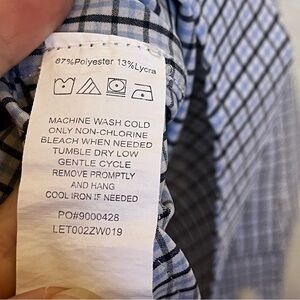 87%Polyester 13%Lycra
MACHINE WASH COLD
ONLY NON-CHLORINE
BLEACH WHEN NEEDED
TUMBLE DRY LOW
GENTLE CYCLE
REMOVE PROMPTLY
AND HANG
COOL IRON IF NEEDED
PO#9000428
LET002ZW019